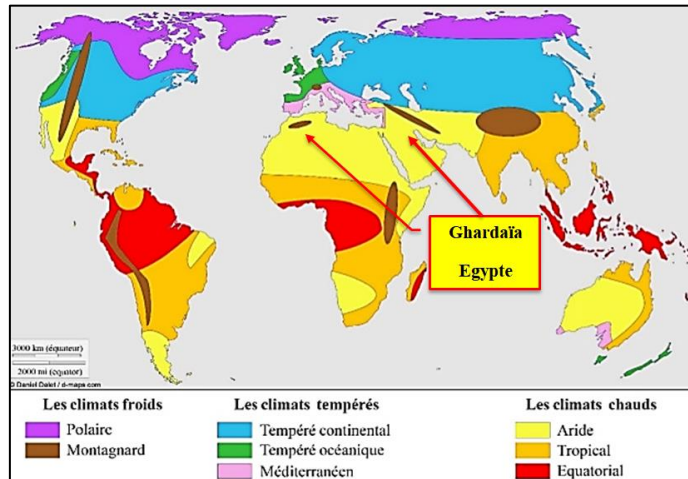 Ghardaïa
Egypte
3000 km (équateur)
2000 mi (equator)
© Daniel Dalet / d-maps.com
Les climats froids
Polaire
Montagnard
Les climats tempérés
Tempéré continental
Tempéré océanique
Méditerranéen
Les climats chauds
Aride
Tropical
Equatorial